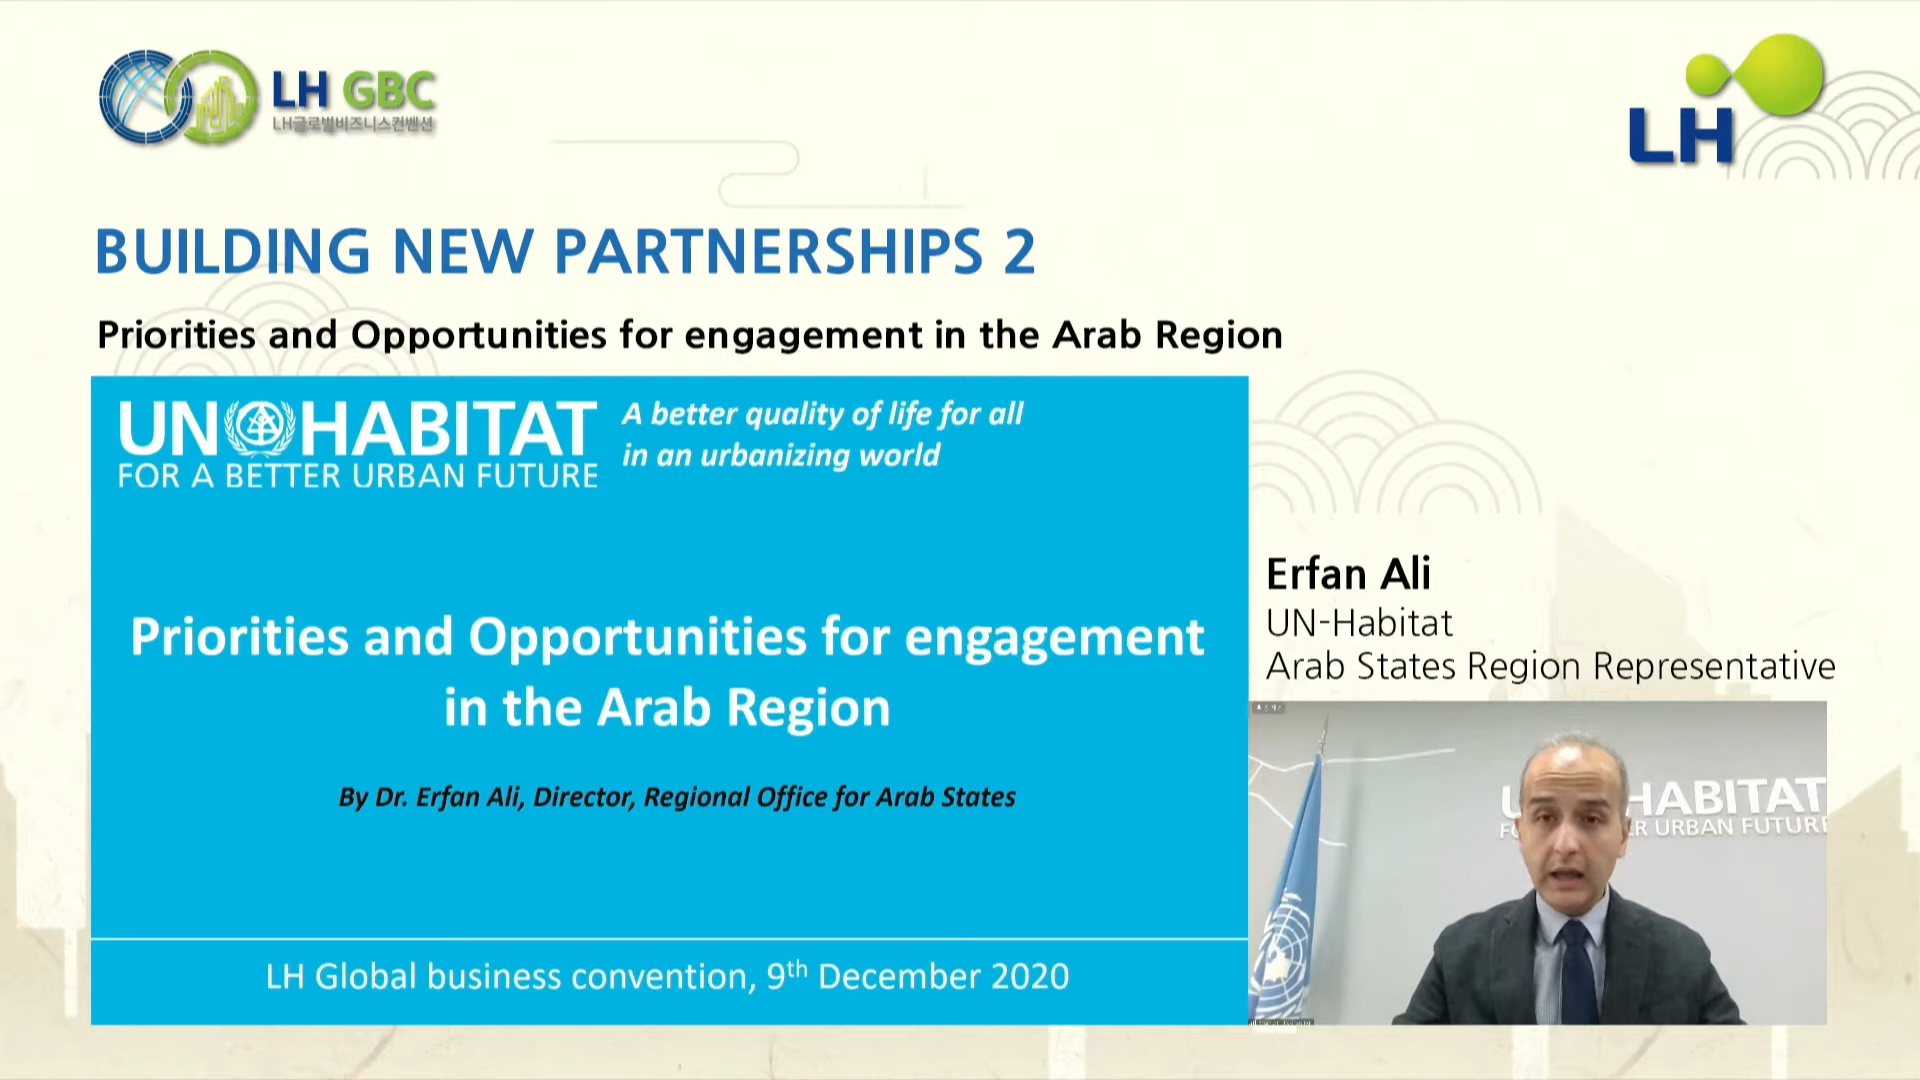 LH GBC
LH글로벌비즈니스컨벤션
LH
BUILDING NEW PARTNERSHIPS 2
Priorities and Opportunities for engagement in the Arab Region
UN HABITAT
FOR A BETTER URBAN FUTURE
A better quality of life for all
in an urbanizing world
Priorities and Opportunities for engagement
in the Arab Region
By Dr. Erfan Ali, Director, Regional Office for Arab States
LH Global business convention, 9th December 2020
Erfan Ali
UN-Habitat
Arab States Region Representative
HABITAT
R URBAN FUTURE